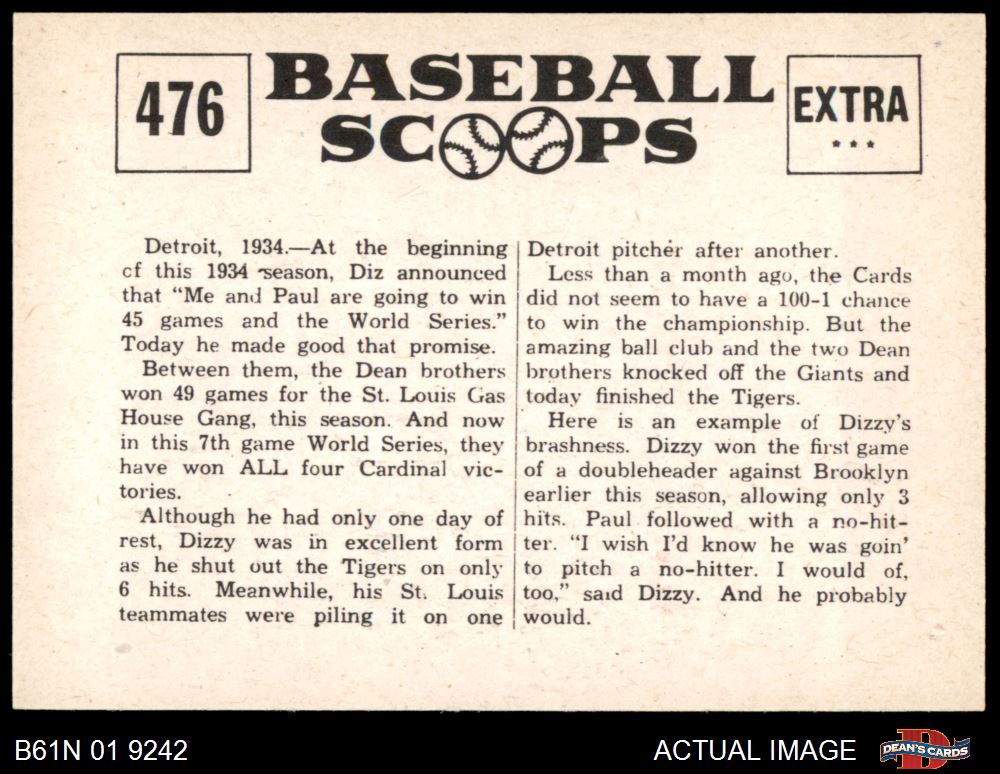 476
BASEBALL
SCOOPS
EXTRA
***
Detroit, 1934.—At the beginning
of this 1934 season, Diz announced
that "Me and Paul are going to win
45 games and the World Series."
Today he made good that promise.
Between them, the Dean brothers
won 49 games for the St. Louis Gas
House Gang, this season. And now
in this 7th game World Series, they
have won ALL four Cardinal vic-
tories.
Although he had only one day of
rest, Dizzy was in excellent form
as he shut out the Tigers on only
6 hits. Meanwhile, his St. Louis
teammates were piling it on one
Detroit pitcher after another.
Less than a month ago, the Cards
did not seem to have a 100-1 chance
to win the championship. But the
amazing ball club and the two Dean
brothers knocked off the Giants and
today finished the Tigers.
Here is an example of Dizzy's
brashness. Dizzy won the first game
of a doubleheader against Brooklyn
earlier this season, allowing only 3
hits. Paul followed with a no-hit-
ter. "I wish I'd know he was goin'
to pitch a no-hitter. I would of,
too," said Dizzy. And he probably
would.
B61N 01 9242
ACTUAL IMAGE
DEAN'S CARDS